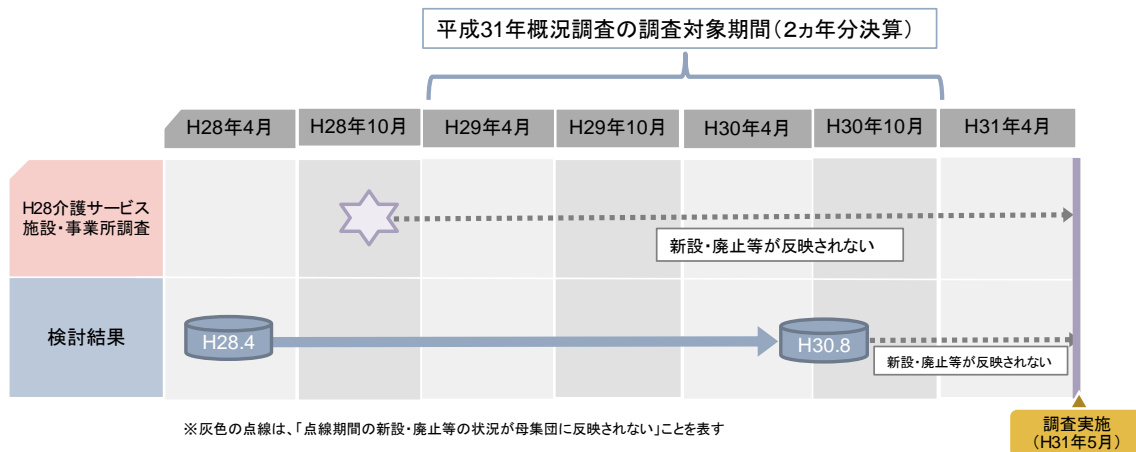 平成31年概況調査の調査対象期間(2ヵ年分決算)
H28年4月
H28年10月
H29年4月
H29年10月
H30年4月
H30年10月
H31年4月
H28介護サービス
施設・事業所調査
新設・廃止等が反映されない
検討結果
H28.4
H30.8
新設・廃止等が反映されない
※灰色の点線は、「点線期間の新設・廃止等の状況が母集団に反映されない」ことを表す
調査実施
(H31年5月)